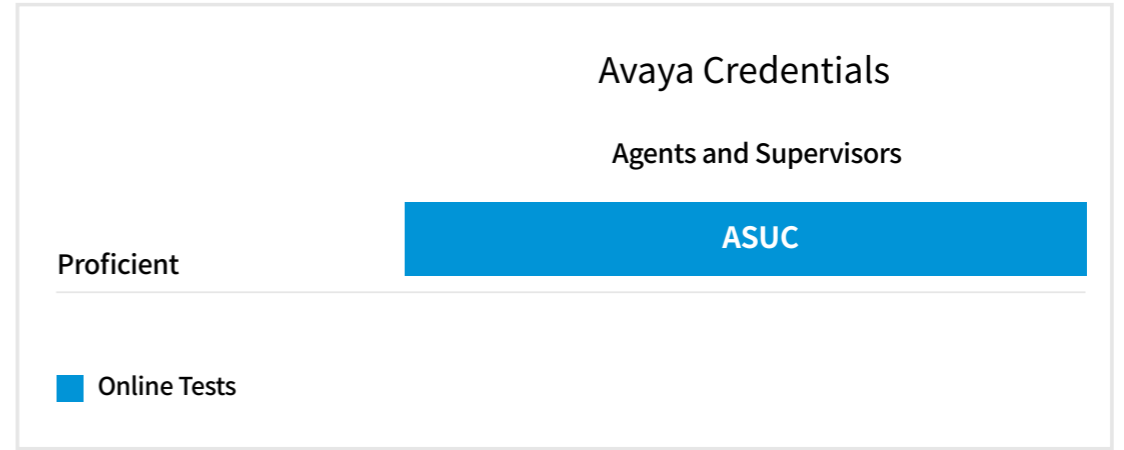 Avaya Credentials
Agents and Supervisors
ASUC
Proficient
Online Tests